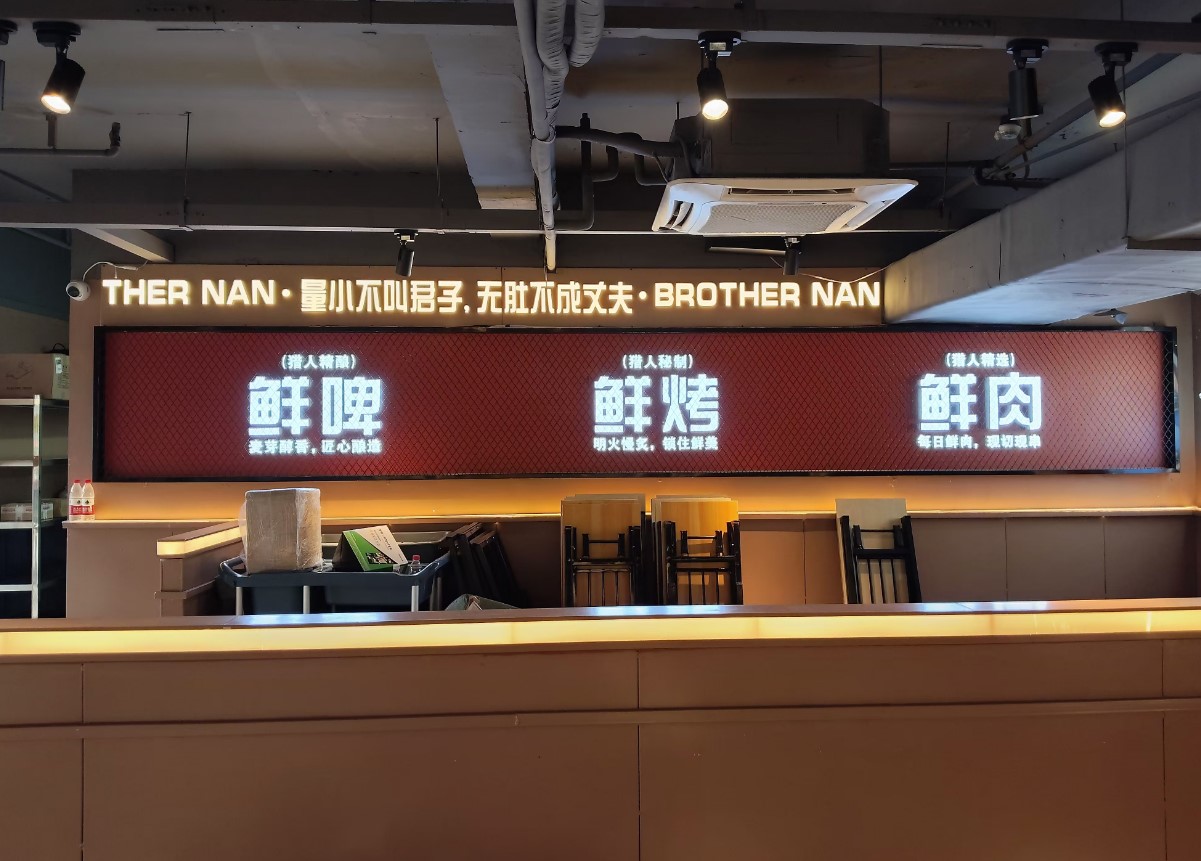 THER NAN·量小不叫君子,无肚不成丈夫·BROTHER NAN
(猎人精酿)
鲜啤
麦芽醇香,匠心酿造
(猎人秘制)
鲜烤
明火慢炙,镇住鲜羹
(猎人精选)
鲜肉
每日鲜肉,现切现串